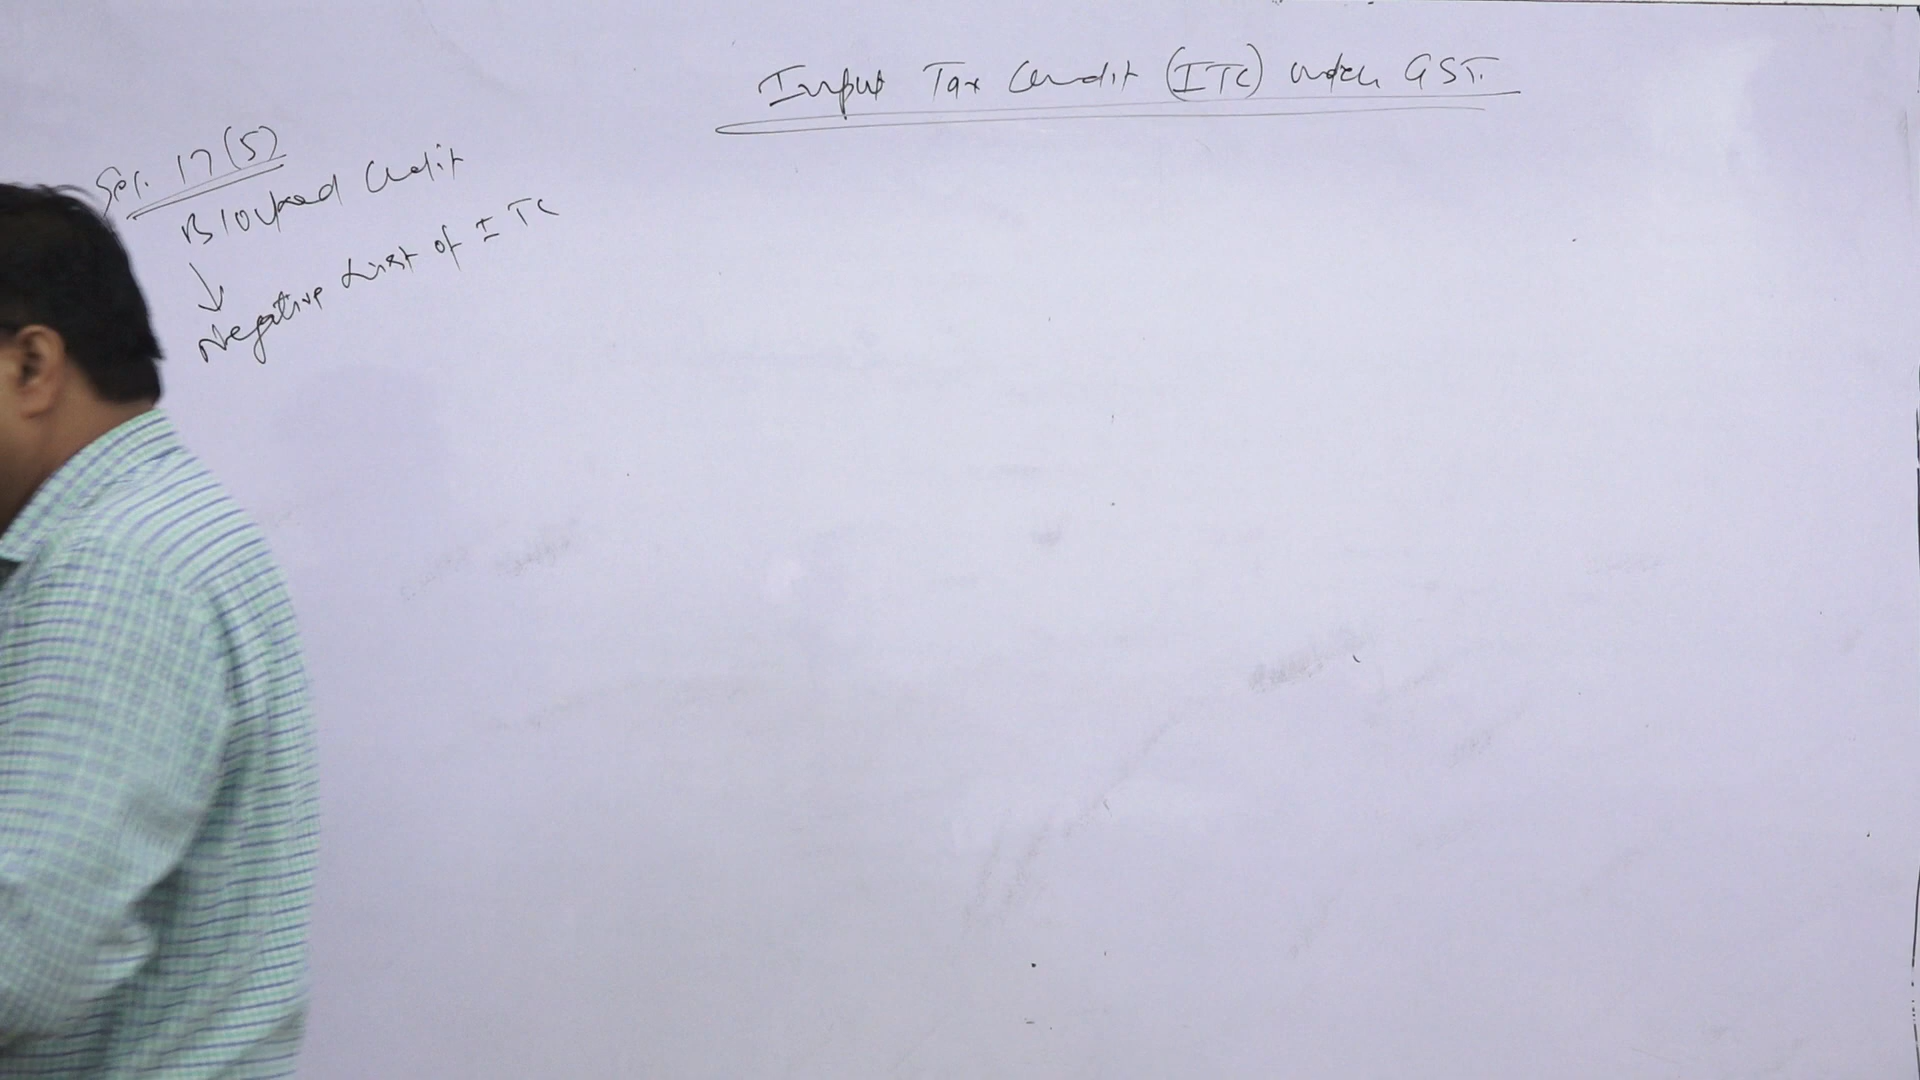 Input Tax Credit (ITC) under GST.
Sec. 17(5)
Blocked Credit
↓
Negative List of ITC